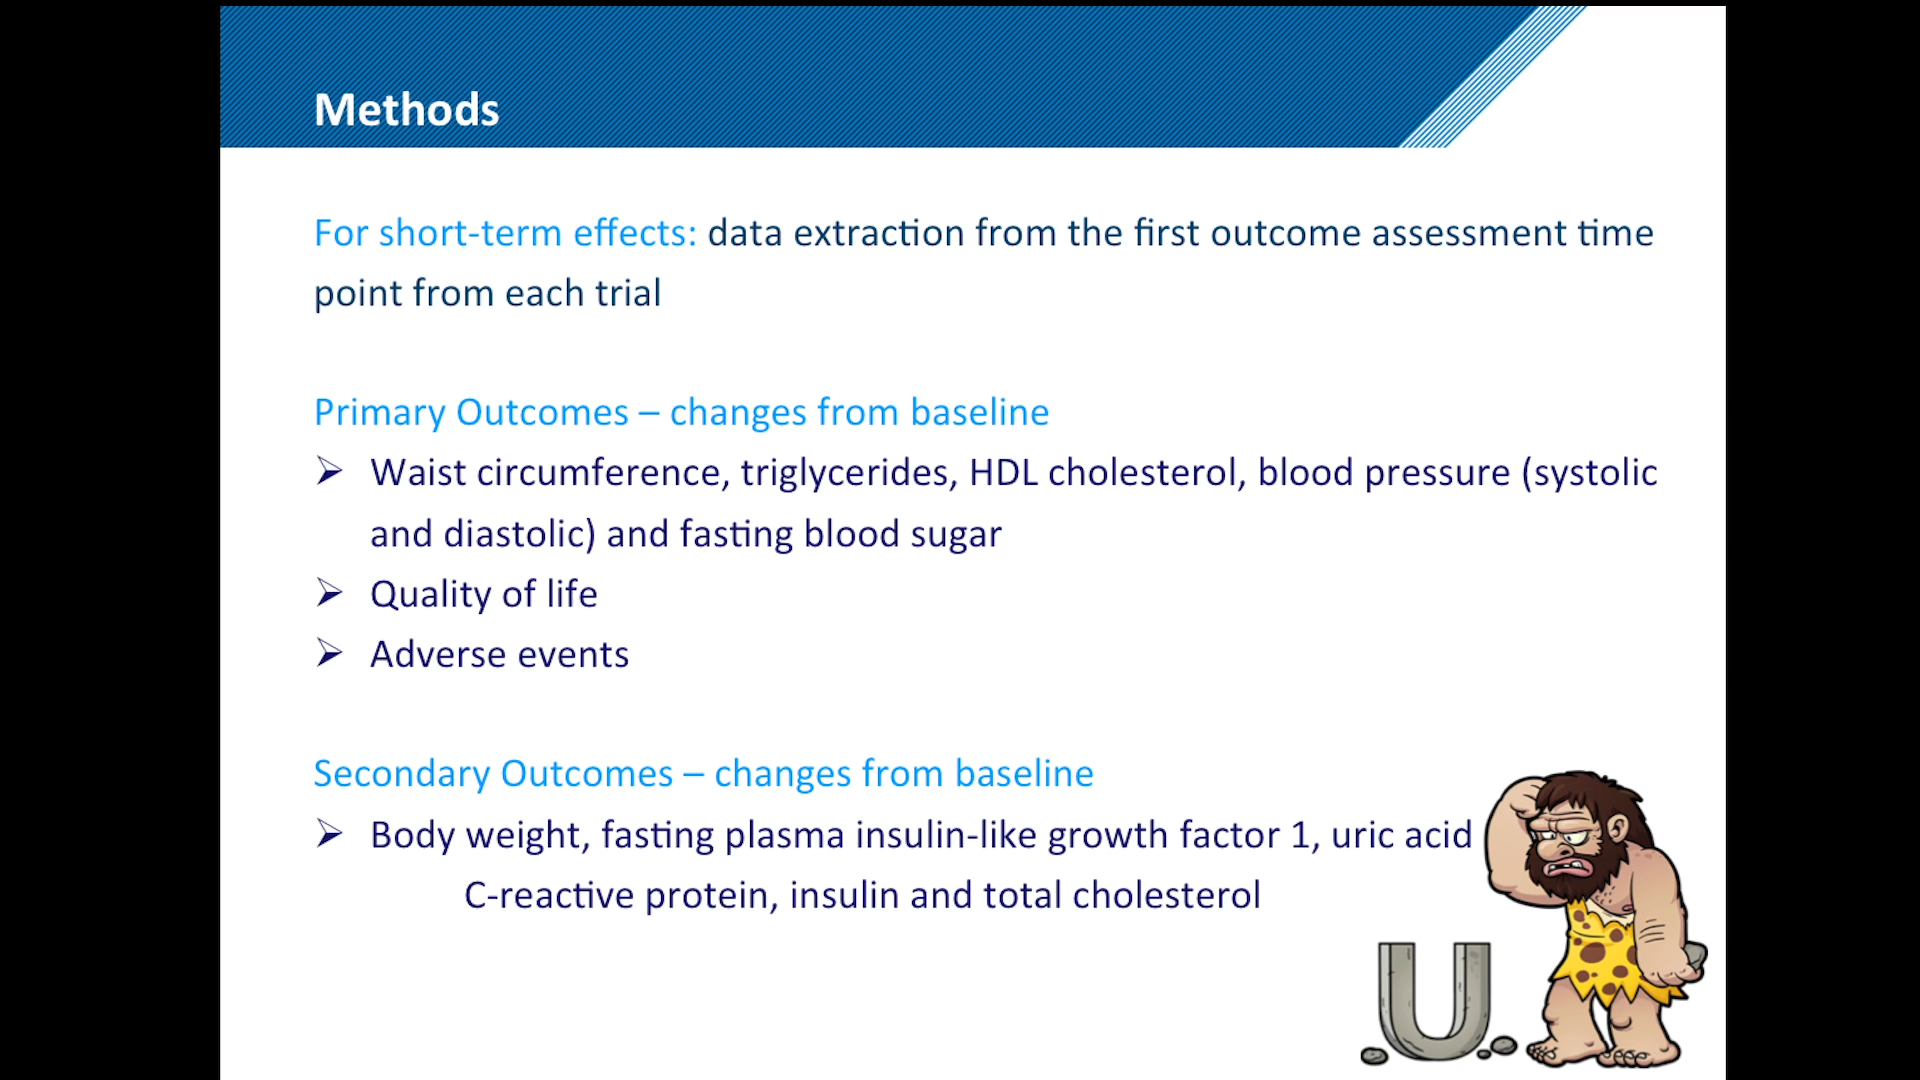 Methods
For short-term effects: data extraction from the first outcome assessment time
point from each trial
Primary Outcomes – changes from baseline
➢ Waist circumference, triglycerides, HDL cholesterol, blood pressure (systolic
and diastolic) and fasting blood sugar
➢ Quality of life
➢ Adverse events
Secondary Outcomes – changes from baseline
➢ Body weight, fasting plasma insulin-like growth factor 1, uric acid
C-reactive protein, insulin and total cholesterol
U